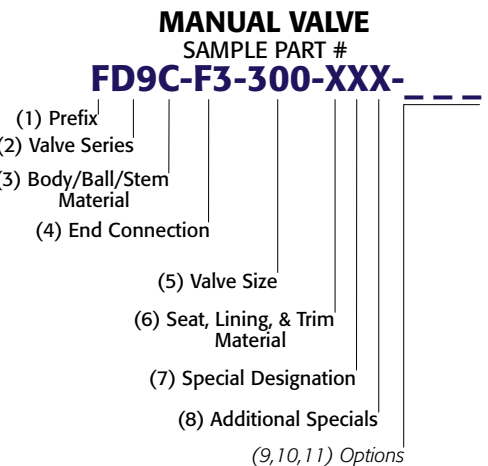 MANUAL VALVE
SAMPLE PART #
FD9C-F3-300-XXX-_ _ _
(1) Prefix
(2) Valve Series
(3) Body/Ball/Stem
Material
(4) End Connection
(5) Valve Size
(6) Seat, Lining, & Trim
Material
(7) Special Designation
(8) Additional Specials
(9,10,11) Options